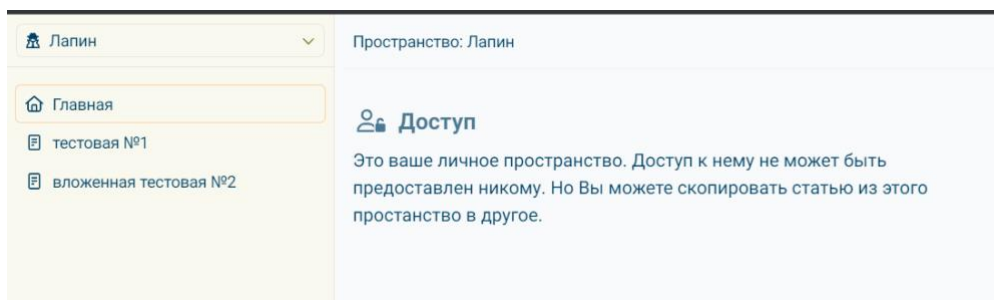 Лапин
Пространство: Лапин
Главная
тестовая №1
вложенная тестовая №2
Доступ
Это ваше личное пространство. Доступ к нему не может быть
предоставлен никому. Но Вы можете скопировать статью из этого
простанство в другое.